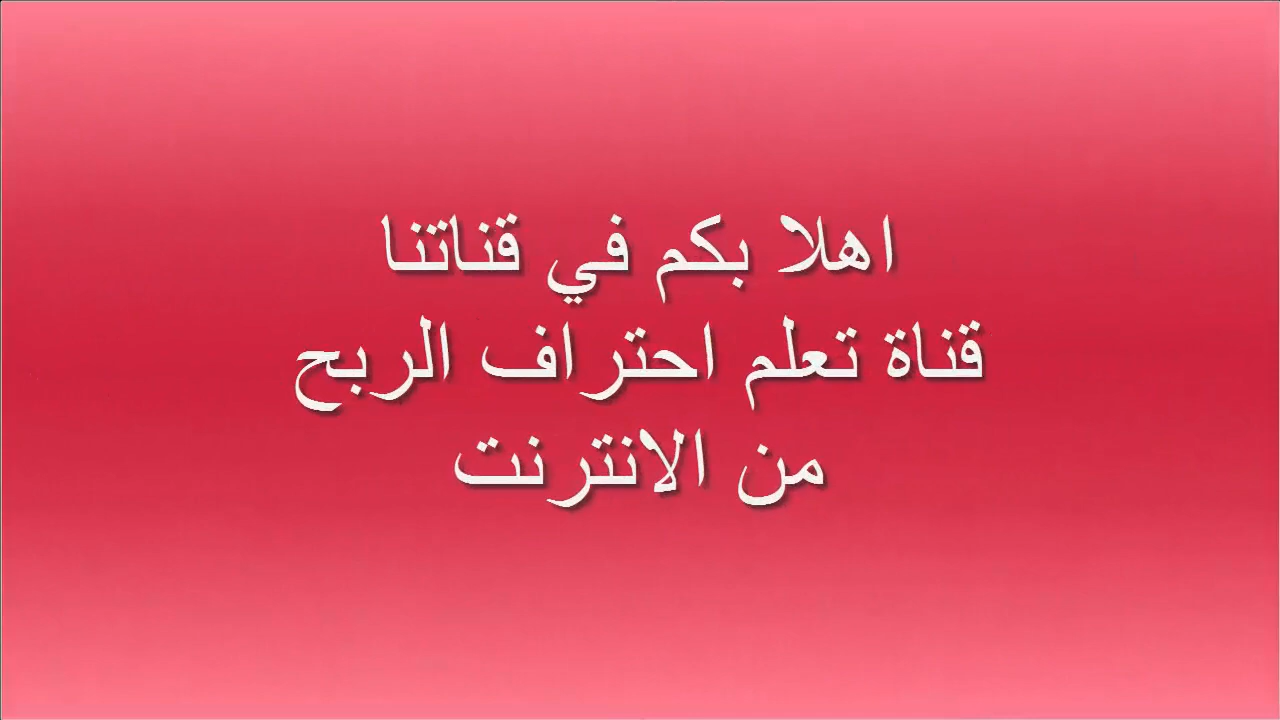 اهلا بكم في قناتنا
قناة تعلم احتراف الربح
من الانترنت